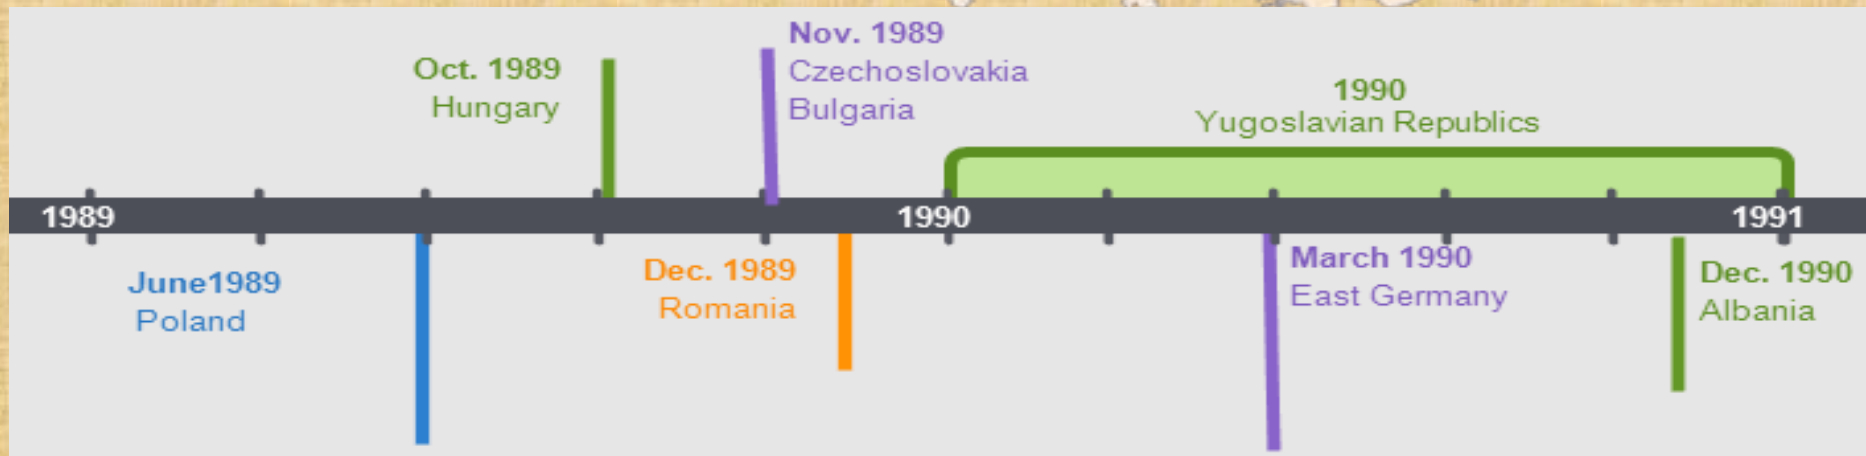 Nov. 1989
Czechoslovakia
Bulgaria
Oct. 1989
Hungary
1990
Yugoslavian Republics
1989
1990
1991
June1989
Poland
Dec. 1989
Romania
March 1990
East Germany
Dec. 1990
Albania